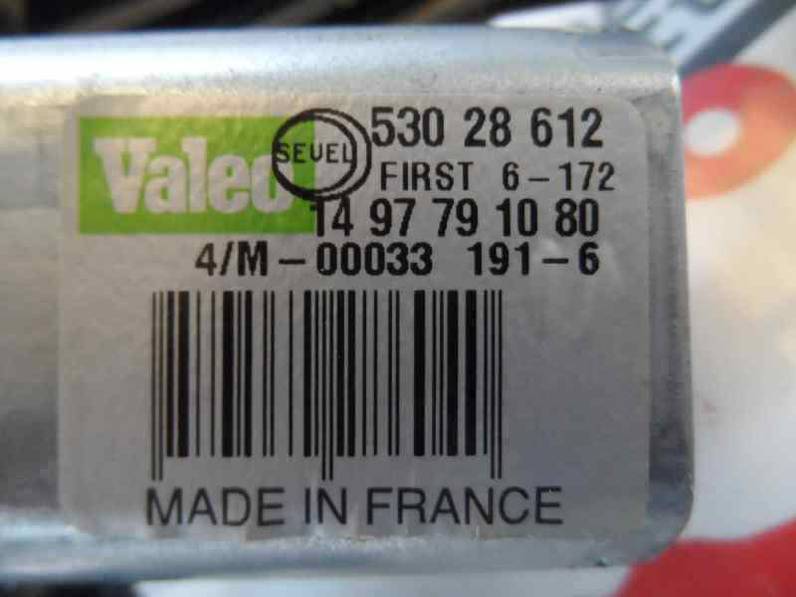 Valeo SEVEL 530 28 612
FIRST 6-172
14 97 79 10 80
4/M-00033 191-6
MADE IN FRANCE